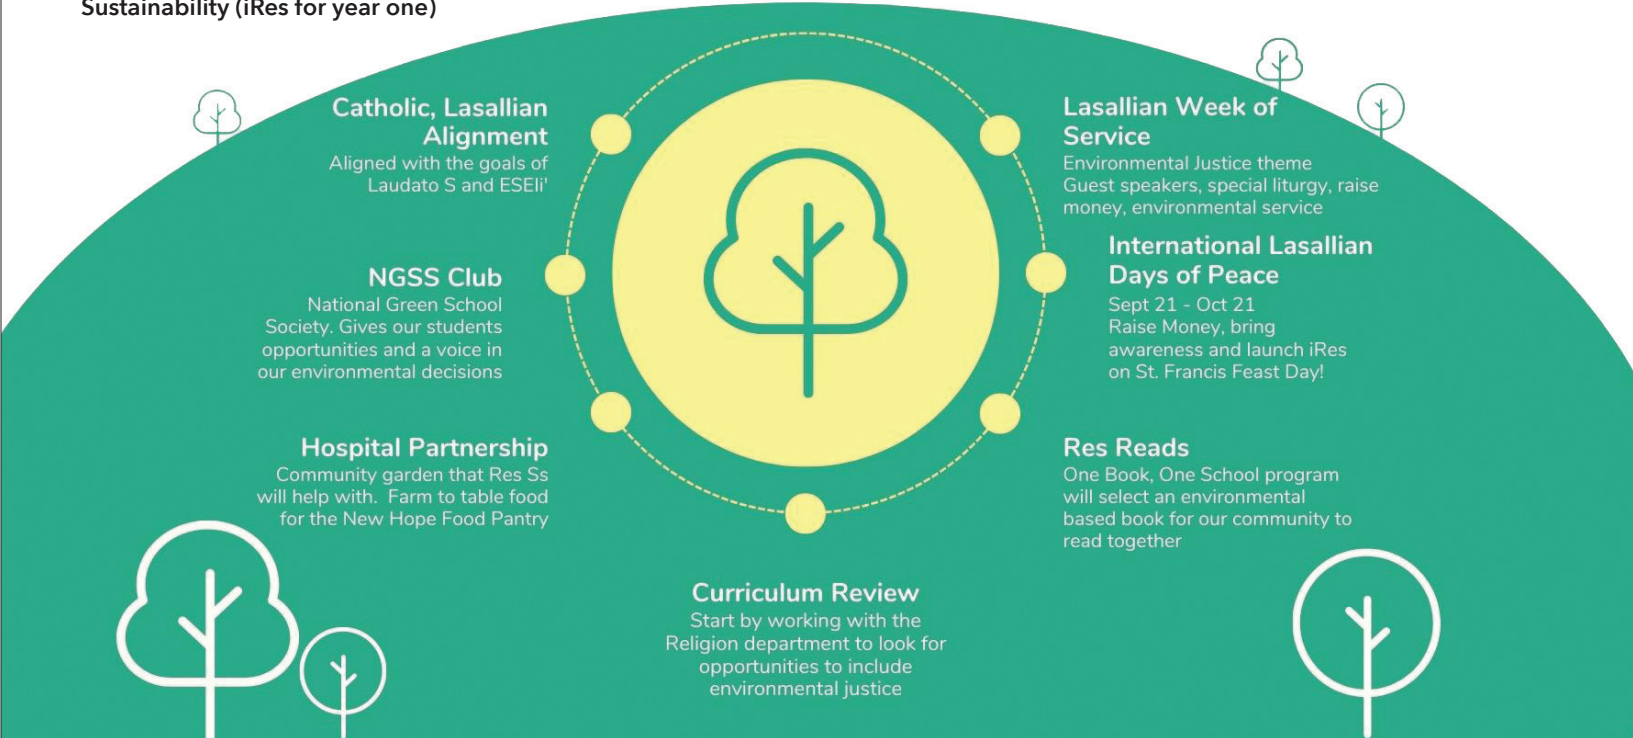 Sustainability (iRes for year one)
Catholic, Lasallian
Alignment
Aligned with the goals of
Laudato S and ESEli'
NGSS Club
National Green School
Society. Gives our students
opportunities and a voice in
our environmental decisions
Hospital Partnership
Community garden that Res Ss
will help with. Farm to table food
for the New Hope Food Pantry
Curriculum Review
Start by working with the
Religion department to look for
opportunities to include
environmental justice
Lasallian Week of
Service
Environmental Justice theme
Guest speakers, special liturgy, raise
money, environmental service
International Lasallian
Days of Peace
Sept 21 - Oct 21
Raise Money, bring
awareness and launch iRes
on St. Francis Feast Day!
Res Reads
One Book, One School program
will select an environmental
based book for our community to
read together